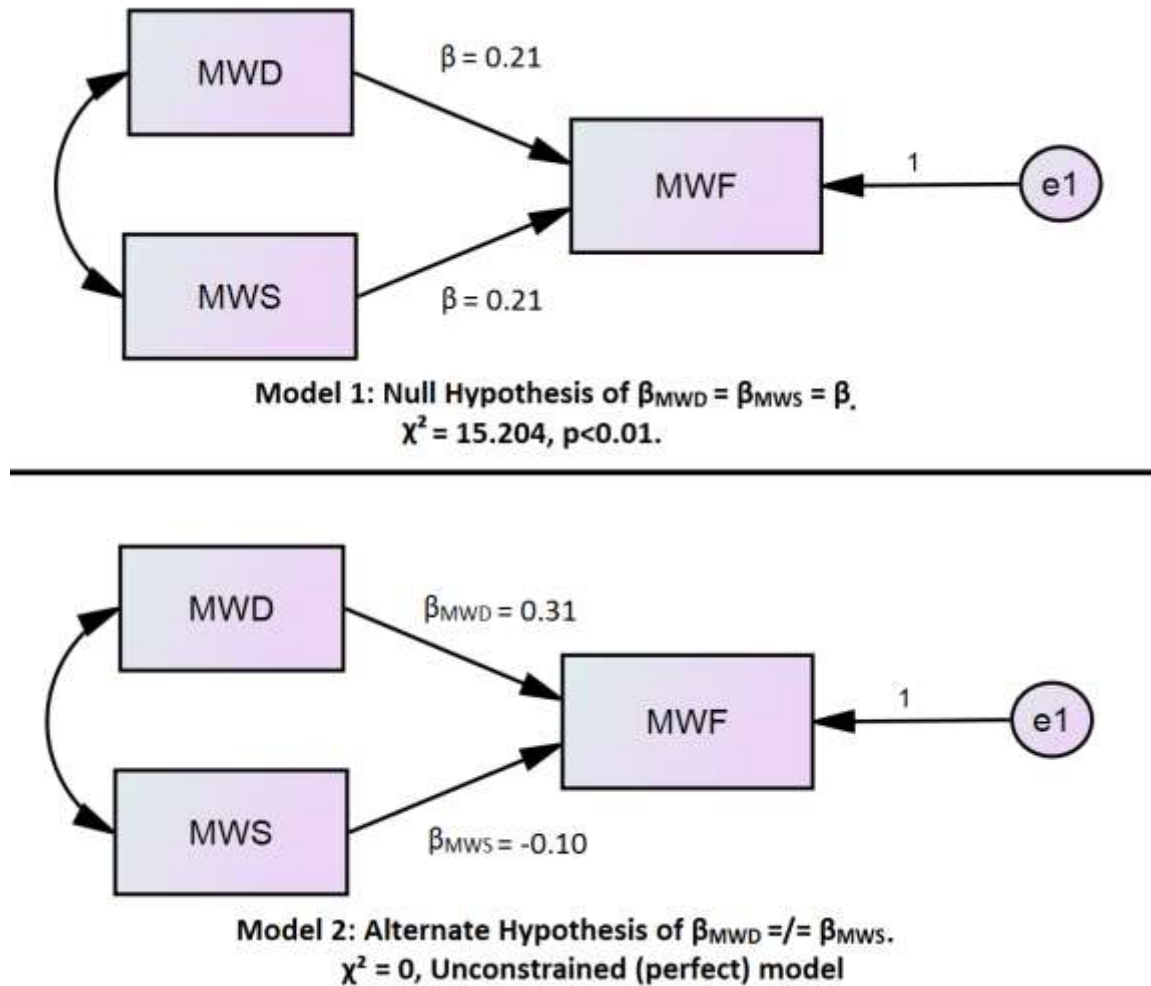 MWD
β = 0.21
MWF
1
e1
MWS
β = 0.21
Model 1: Null Hypothesis of βMWD = βMWS = β.
χ² = 15.204, p<0.01.
MWD
βMWD = 0.31
MWF
1
e1
MWS
βMWS = -0.10
Model 2: Alternate Hypothesis of βMWD =/= βMWS.
χ² = 0, Unconstrained (perfect) model